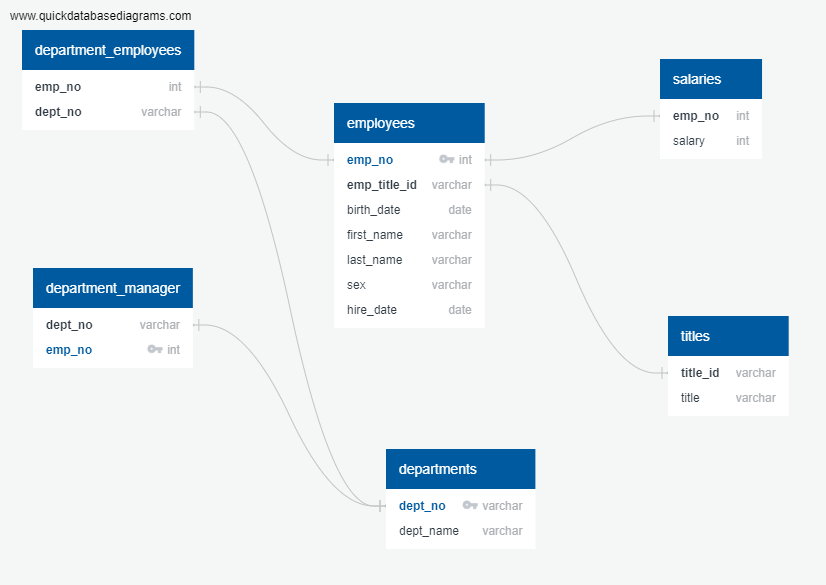 www.quickdatabasediagrams.com
department_employees
emp_no int
dept_no varchar
employees
emp_no int
emp_title_id varchar
birth_date date
first_name varchar
last_name varchar
sex varchar
hire_date date
salaries
emp_no int
salary int
department_manager
dept_no varchar
emp_no int
titles
title_id varchar
title varchar
departments
dept_no varchar
dept_name varchar